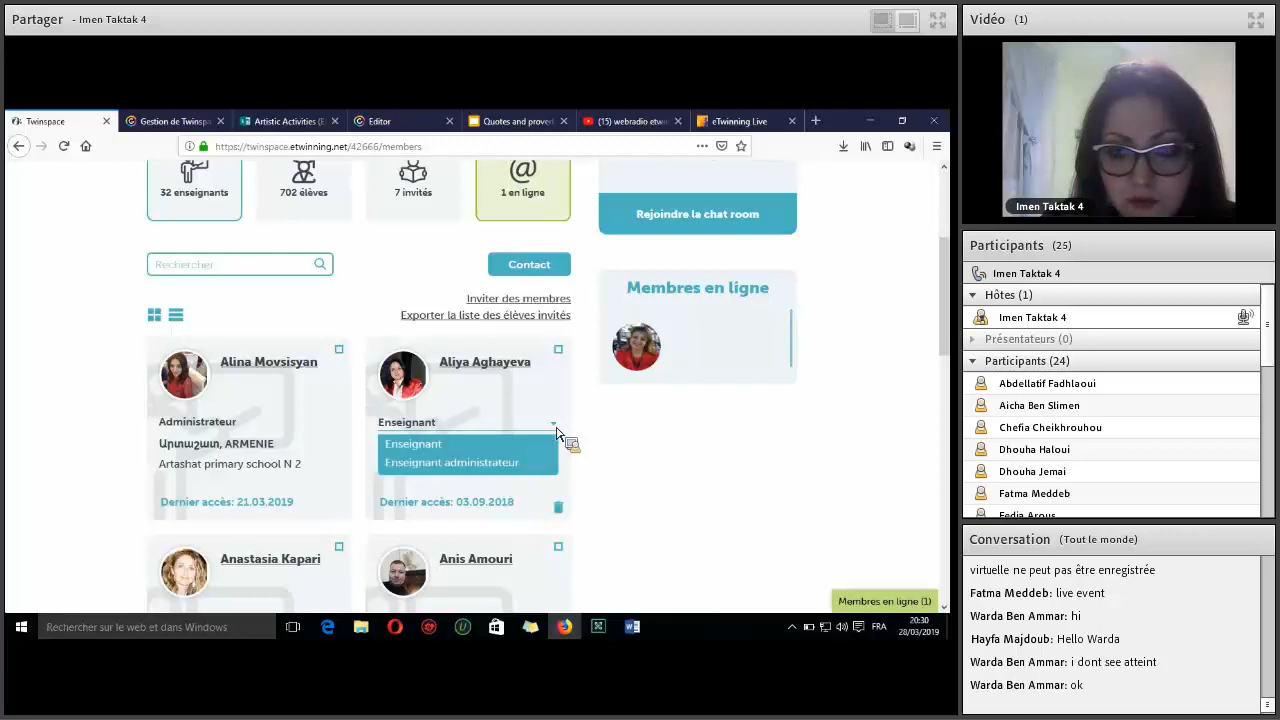 Partager - Imen Taktak 4
Twinspace
Gestion de Twinspa
Artistic Activities (E
Editor
Quotes and prover
(15) webradio etw
eTwinning Live
https://twinspace.etwinning.net/42666/members
32 enseignants
702 élèves
7 invités
@
1 en ligne
Rejoindre la chat room
Rechercher
Contact
Inviter des membres
Exporter la liste des élèves invités
Membres en ligne
Alina Movsisyan
Administrateur
Արտաշատ, ARMENIE
Artashat primary school N 2
Dernier accès: 21.03.2019
Aliya Aghayeva
Enseignant
Enseignant
Enseignant administrateur
Dernier accès: 03.09.2018
Anastasia Kapari
Anis Amouri
Membres en ligne (1)
Rechercher sur le web et dans Windows
FRA
20:30
28/03/2019
Vidéo (1)
Imen Taktak 4
Participants (25)
Imen Taktak 4
Hôtes (1)
Imen Taktak 4
Présentateurs (0)
Participants (24)
Abdellatif Fadhlaoui
Aicha Ben Slimen
Chefia Cheikhrouhou
Dhouha Haloui
Dhouha Jemai
Fatma Meddeb
Fedia Arous
Conversation (Tout le monde)
virtuelle ne peut pas être enregistrée
Fatma Meddeb: live event
Warda Ben Ammar: hi
Hayfa Majdoub: Hello Warda
Warda Ben Ammar: i dont see atteint
Warda Ben Ammar: ok